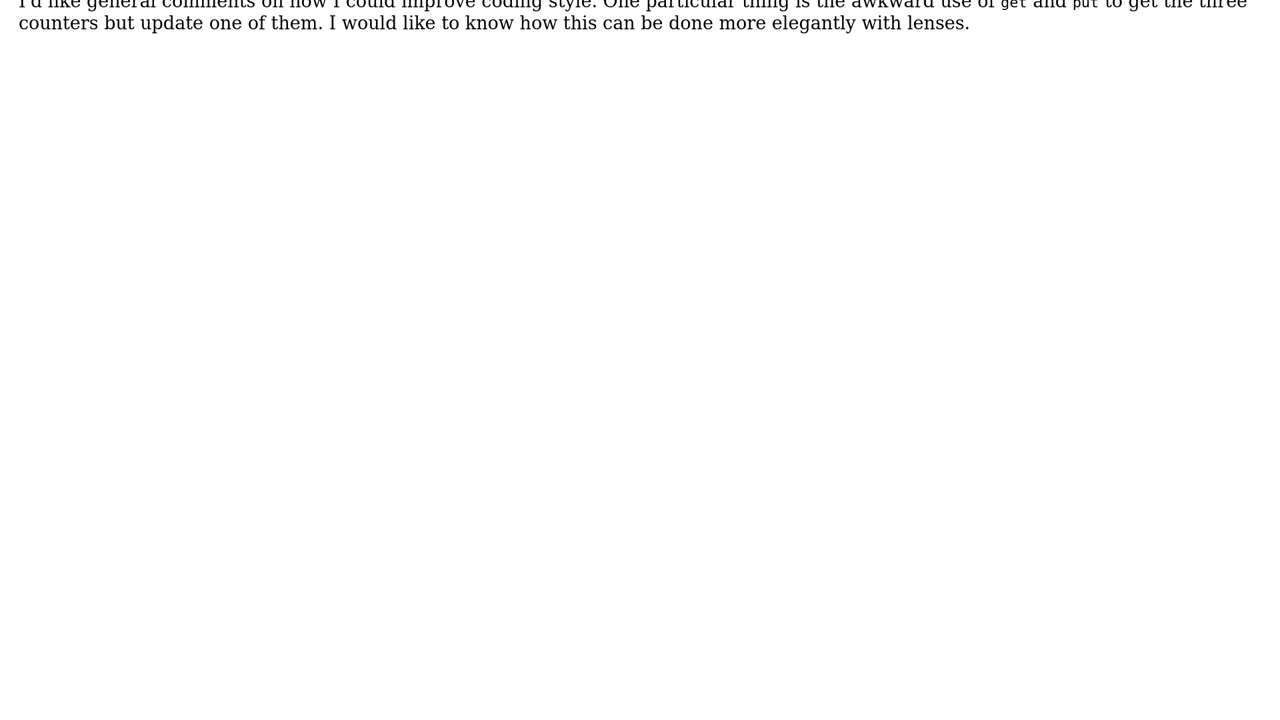 I'd like general comments on how I could improve coding style. One particular thing is the awkward use of get and put to get the three
counters but update one of them. I would like to know how this can be done more elegantly with lenses.